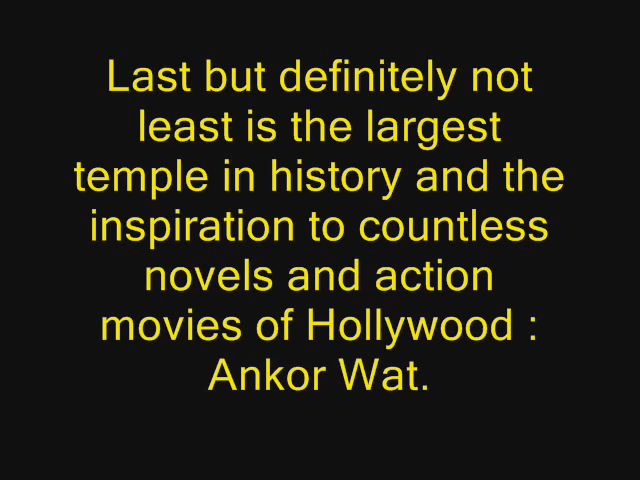 Last but definitely not
least is the largest
temple in history and the
inspiration to countless
novels and action
movies of Hollywood :
Ankor Wat.